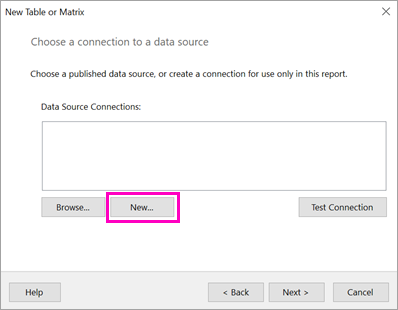 New Table or Matrix
Choose a connection to a data source
Choose a published data source, or create a connection for use only in this report.
Data Source Connections:
Browse... New... Test Connection
Help < Back Next > Cancel